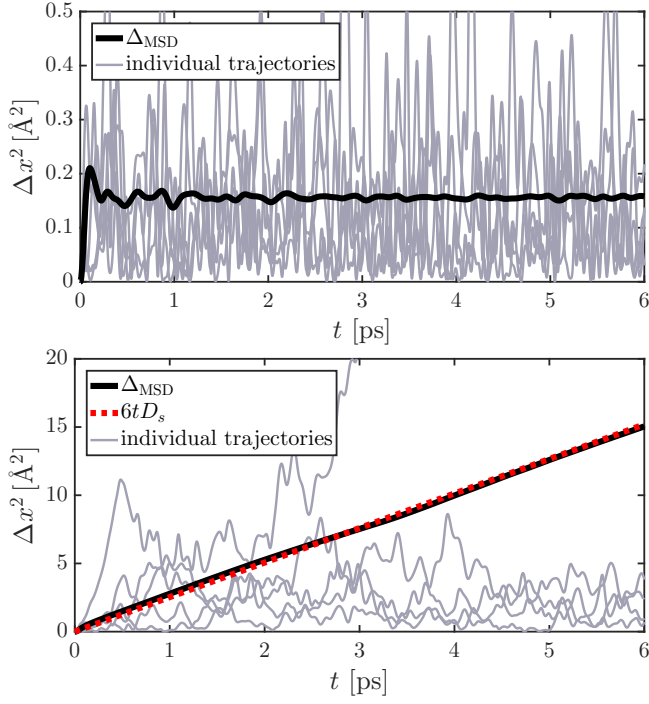 0.5
0.4
0.3
0.2
0.1
0
Δx² [Å²]
Δ_MSD
individual trajectories
0 1 2 3 4 5 6
t [ps]
20
15
10
5
0
Δx² [Å²]
Δ_MSD
6tD_s
individual trajectories
0 1 2 3 4 5 6
t [ps]